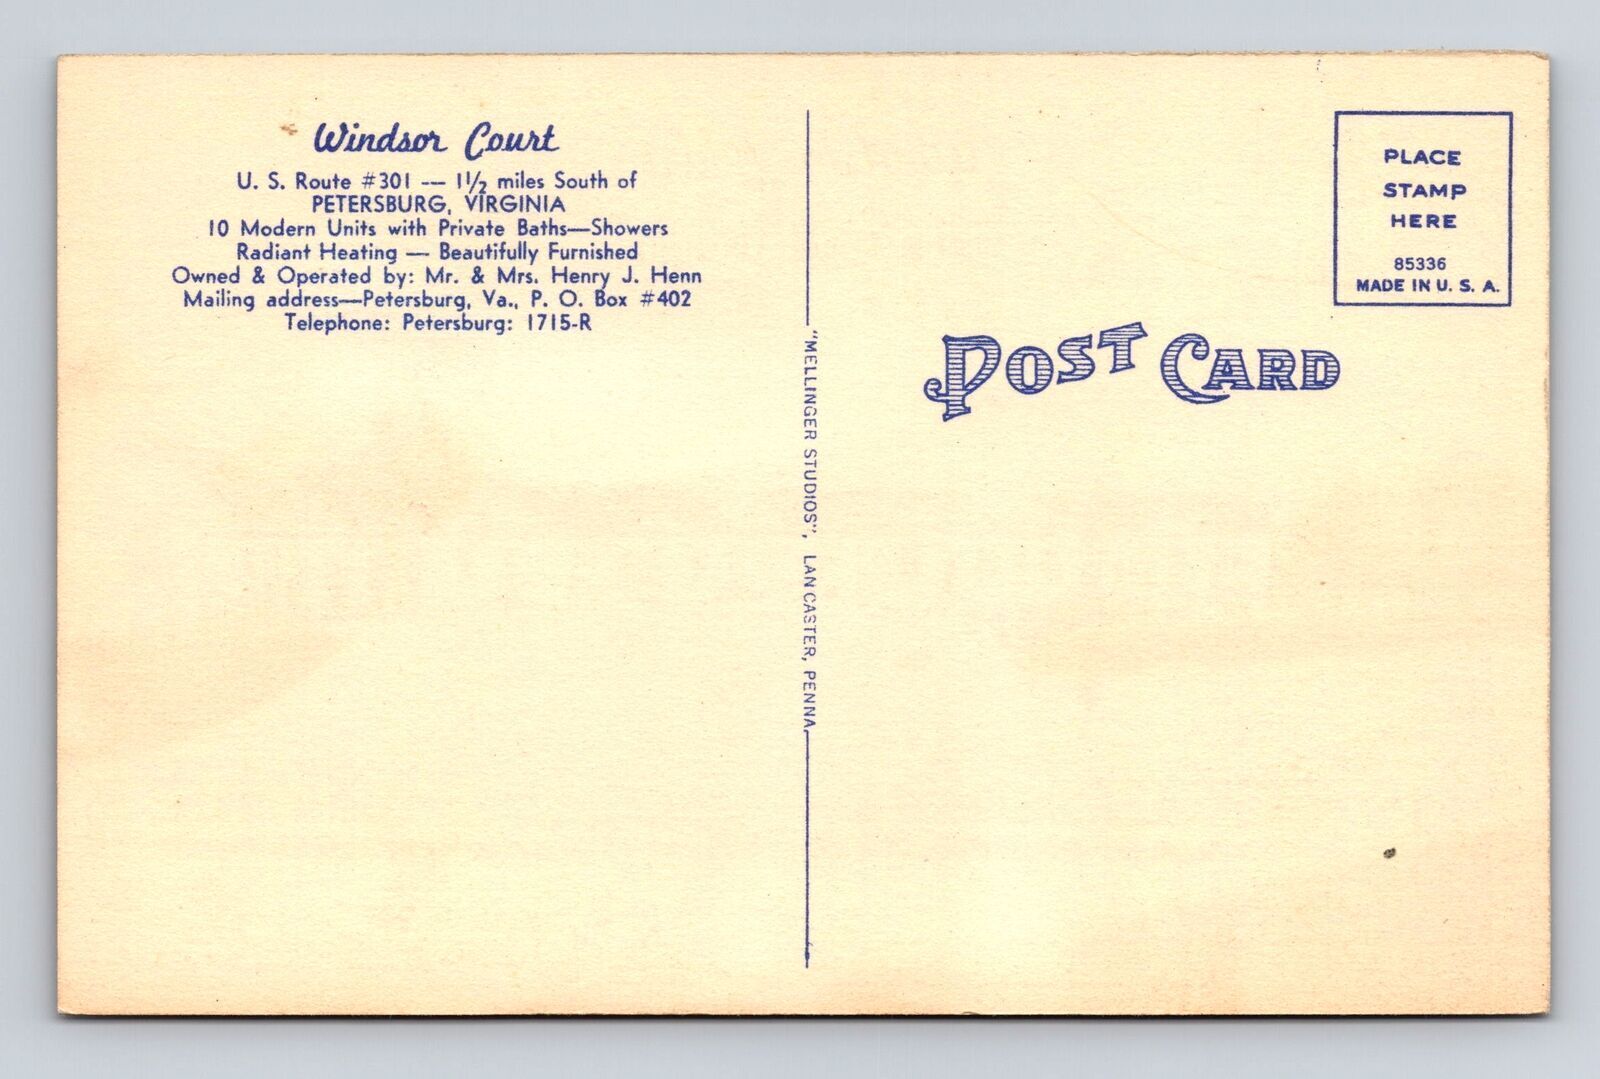 Windsor Court
U. S. Route #301 — 1½ miles South of
PETERSBURG, VIRGINIA
10 Modern Units with Private Baths—Showers
Radiant Heating — Beautifully Furnished
Owned & Operated by: Mr. & Mrs. Henry J. Henn
Mailing address—Petersburg, Va., P. O. Box #402
Telephone: Petersburg: 1715-R
"MELLINGER STUDIOS", LANCASTER, PENNA.
PLACE
STAMP
HERE
85336
MADE IN U. S. A.
POST CARD